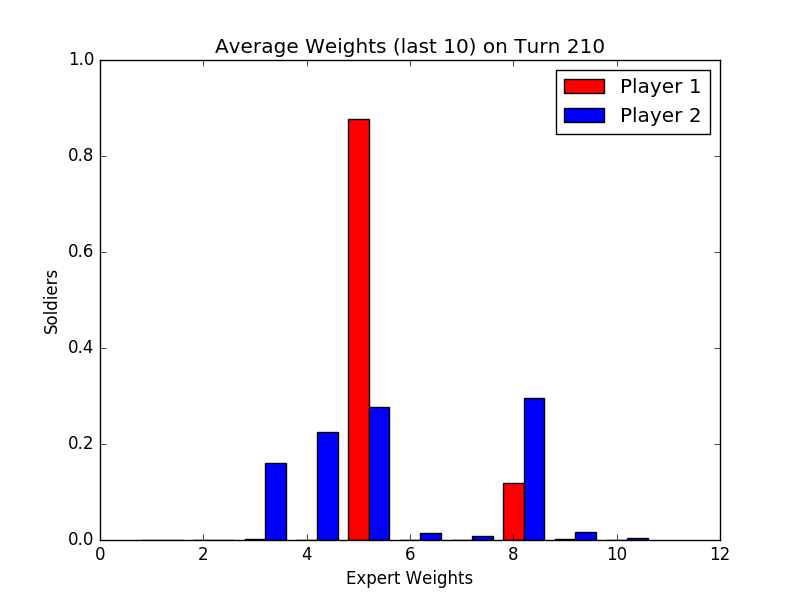 Average Weights (last 10) on Turn 210
1.0
0.8
0.6
0.4
0.2
0.0
Soldiers
0 2 4 6 8 10 12
Expert Weights
Player 1
Player 2